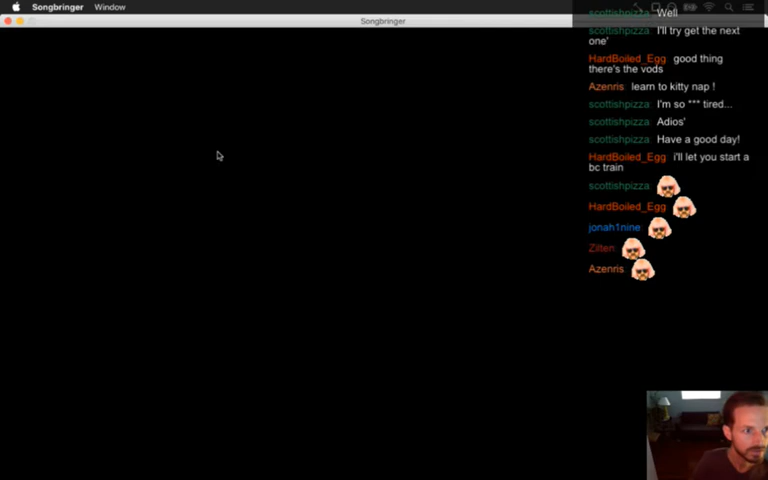 Songbringer Window
Songbringer
scottishpizza Well
scottishpizza I'll try get the next
one'
HardBoiled_Egg good thing
there's the vods
Azenris learn to kitty nap !
scottishpizza I'm so *** tired...
scottishpizza Adios'
scottishpizza Have a good day!
HardBoiled_Egg i'll let you start a
bc train
scottishpizza
HardBoiled_Egg
jonah1nine
Zilten
Azenris